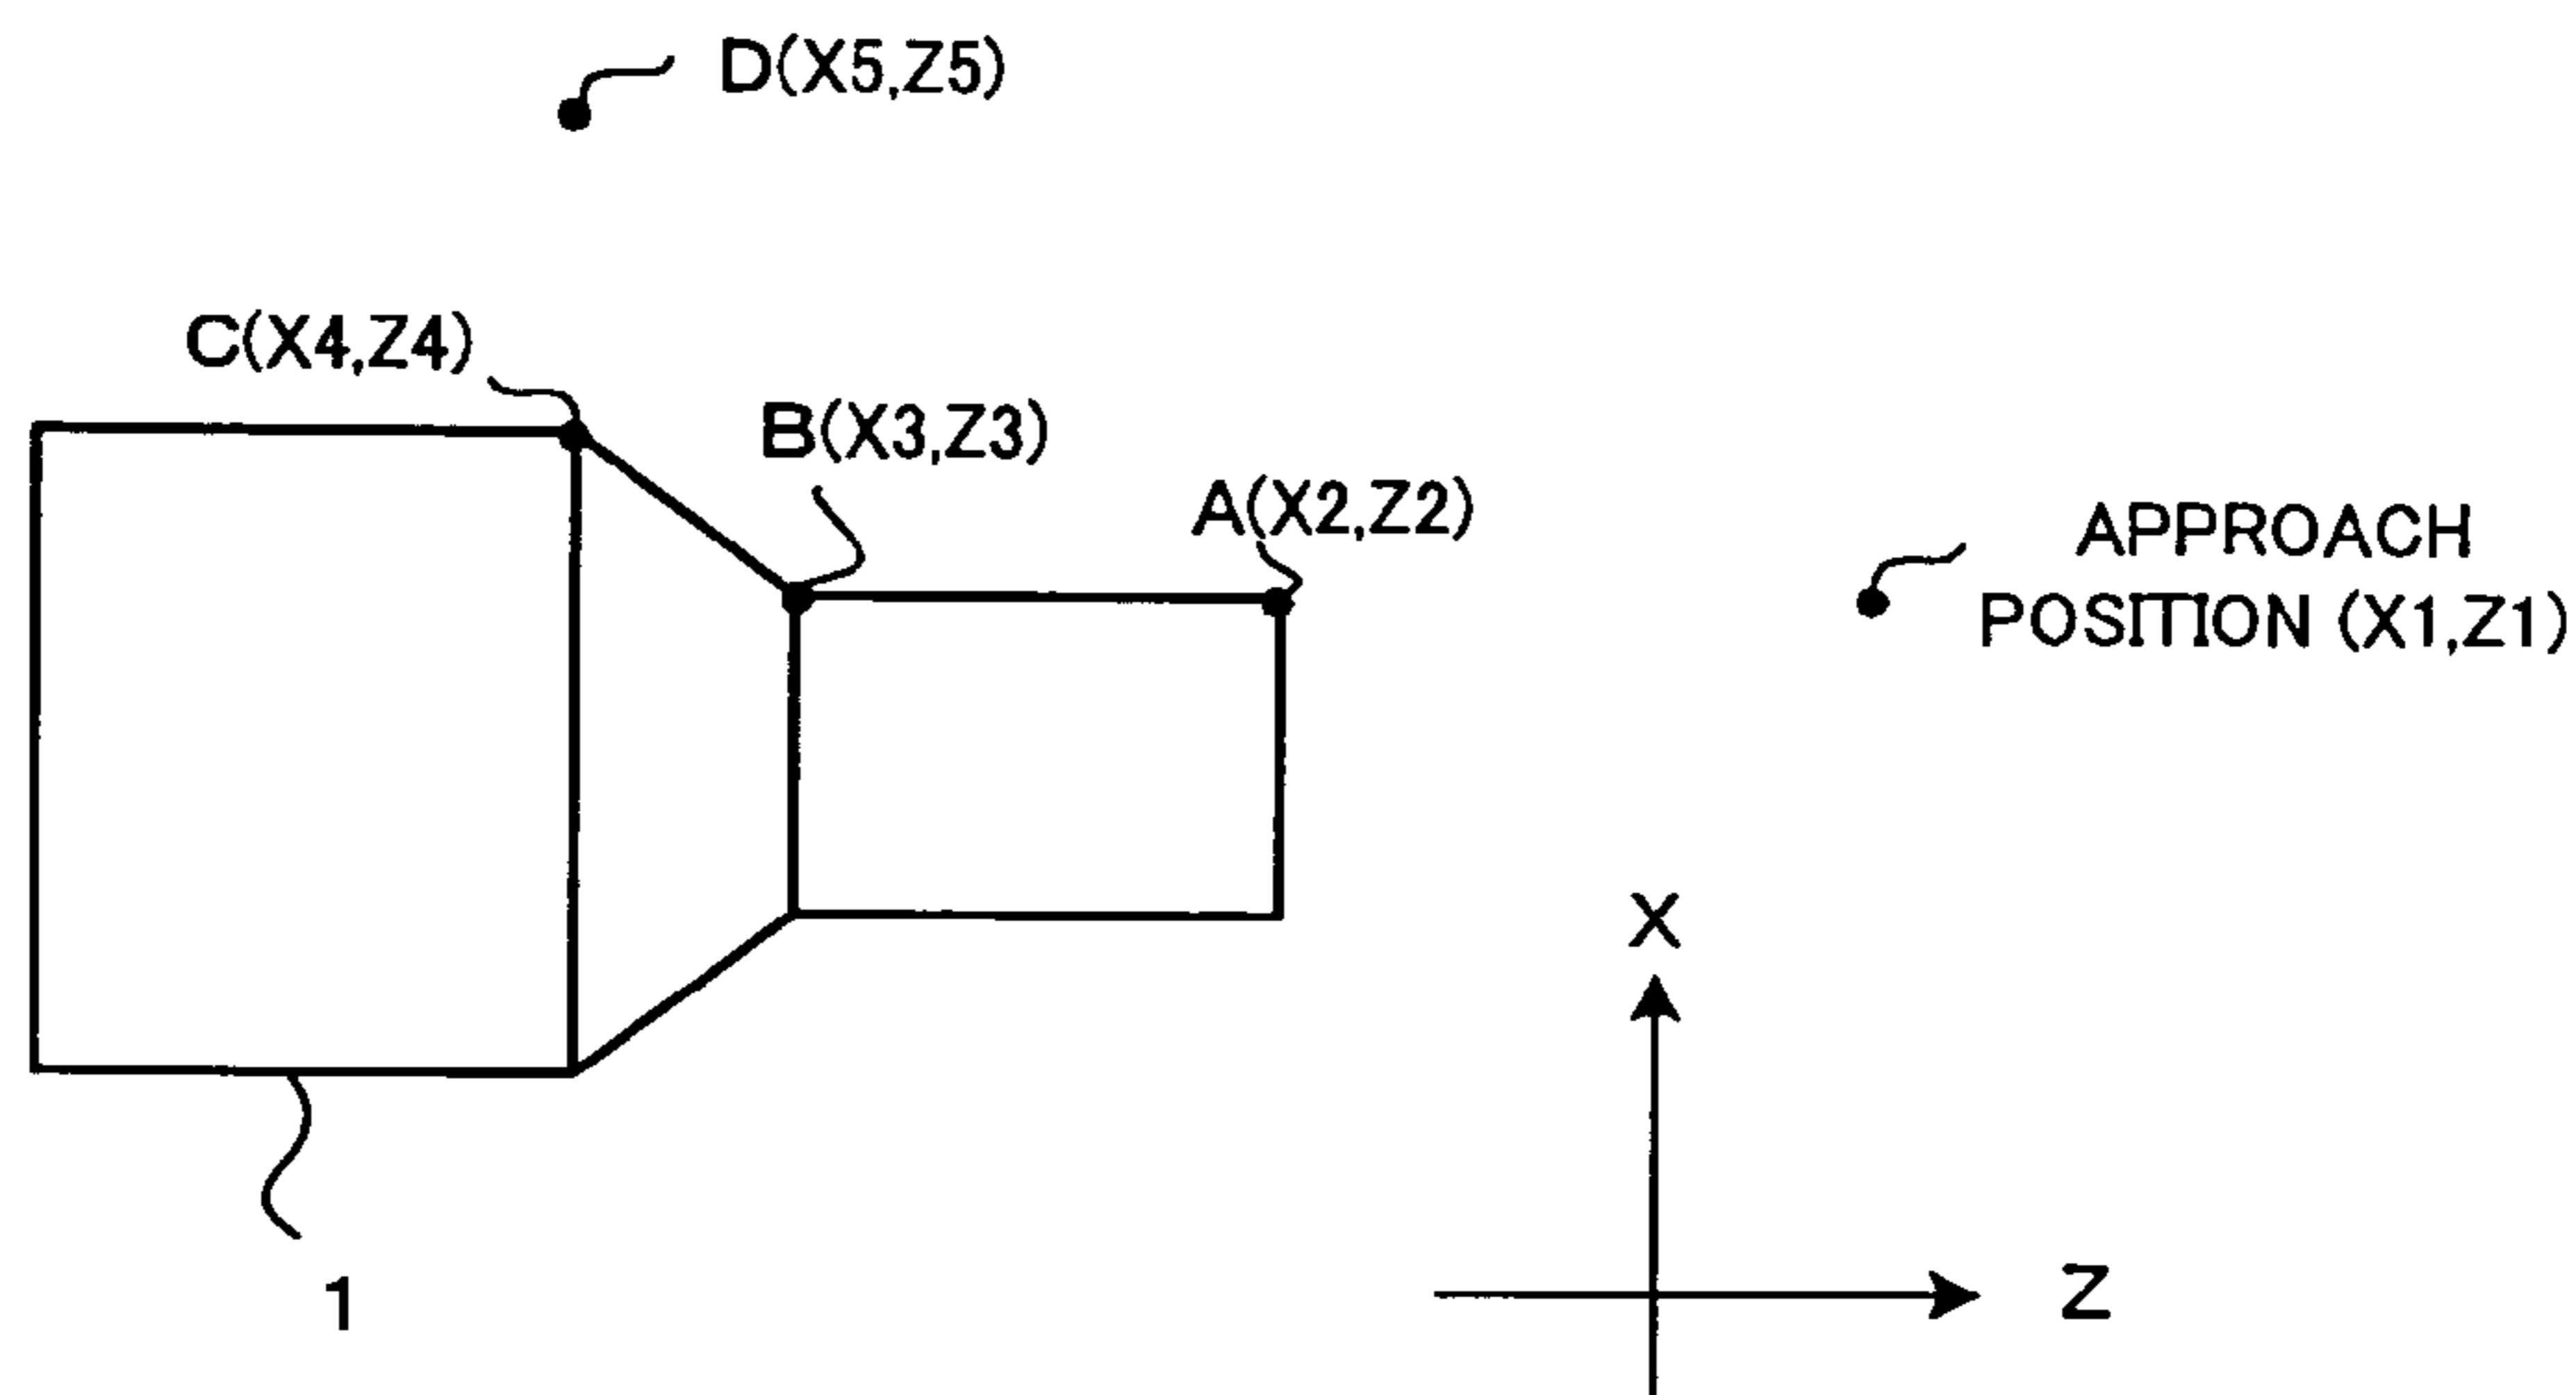 D(X5,Z5)
C(X4,Z4)
B(X3,Z3)
A(X2,Z2)
APPROACH
POSITION (X1,Z1)
X
Z
1